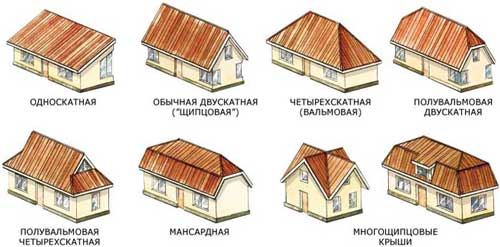 ОДНОСКАТНАЯ
ОБЫЧНАЯ ДВУСКАТНАЯ
("ЩИПЦОВАЯ")
ЧЕТЫРЕХСКАТНАЯ
(ВАЛЬМОВАЯ)
ПОЛУВАЛЬМОВАЯ
ДВУСКАТНАЯ
ПОЛУВАЛЬМОВАЯ
ЧЕТЫРЕХСКАТНАЯ
МАНСАРДНАЯ
МНОГОЩИПЦОВЫЕ
КРЫШИ